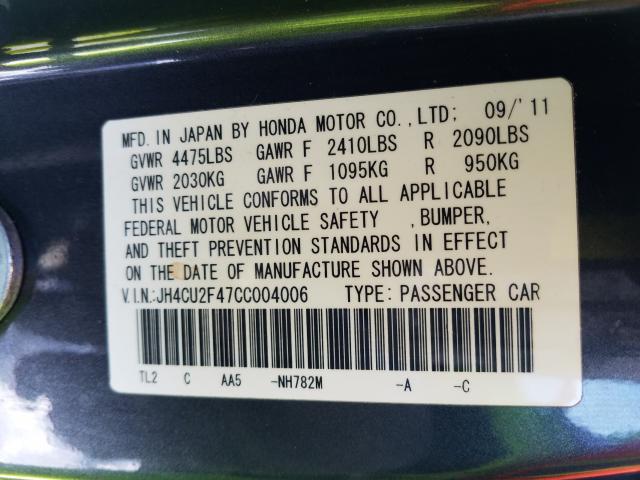 MFD. IN JAPAN BY HONDA MOTOR CO., LTD: 09/'11
GVWR 4475LBS GAWR F 2410LBS R 2090LBS
GVWR 2030KG GAWR F 1095KG R 950KG
THIS VEHICLE CONFORMS TO ALL APPLICABLE
FEDERAL MOTOR VEHICLE SAFETY , BUMPER,
AND THEFT PREVENTION STANDARDS IN EFFECT
ON THE DATE OF MANUFACTURE SHOWN ABOVE.
V.I.N.:JH4CU2F47CC004006 TYPE: PASSENGER CAR
TL2 C AA5 -NH782M -A -C